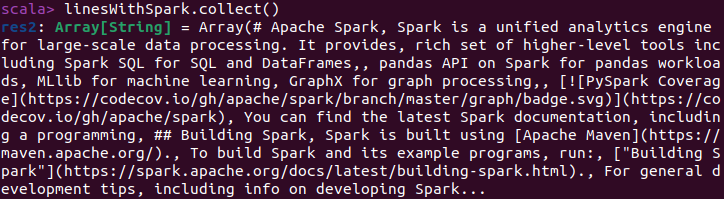 scala> linesWithSpark.collect()
res2: Array[String] = Array(# Apache Spark, Spark is a unified analytics engine
for large-scale data processing. It provides, rich set of higher-level tools inc
luding Spark SQL for SQL and DataFrames,, pandas API on Spark for pandas workloa
ds, MLlib for machine learning, GraphX for graph processing,, [![PySpark Coverag
e](https://codecov.io/gh/apache/spark/branch/master/graph/badge.svg)](https://co
decov.io/gh/apache/spark), You can find the latest Spark documentation, includin
g a programming, ## Building Spark, Spark is built using [Apache Maven](https://
maven.apache.org/)., To build Spark and its example programs, run:, ["Building S
park"](https://spark.apache.org/docs/latest/building-spark.html)., For general d
evelopment tips, including info on developing Spark...